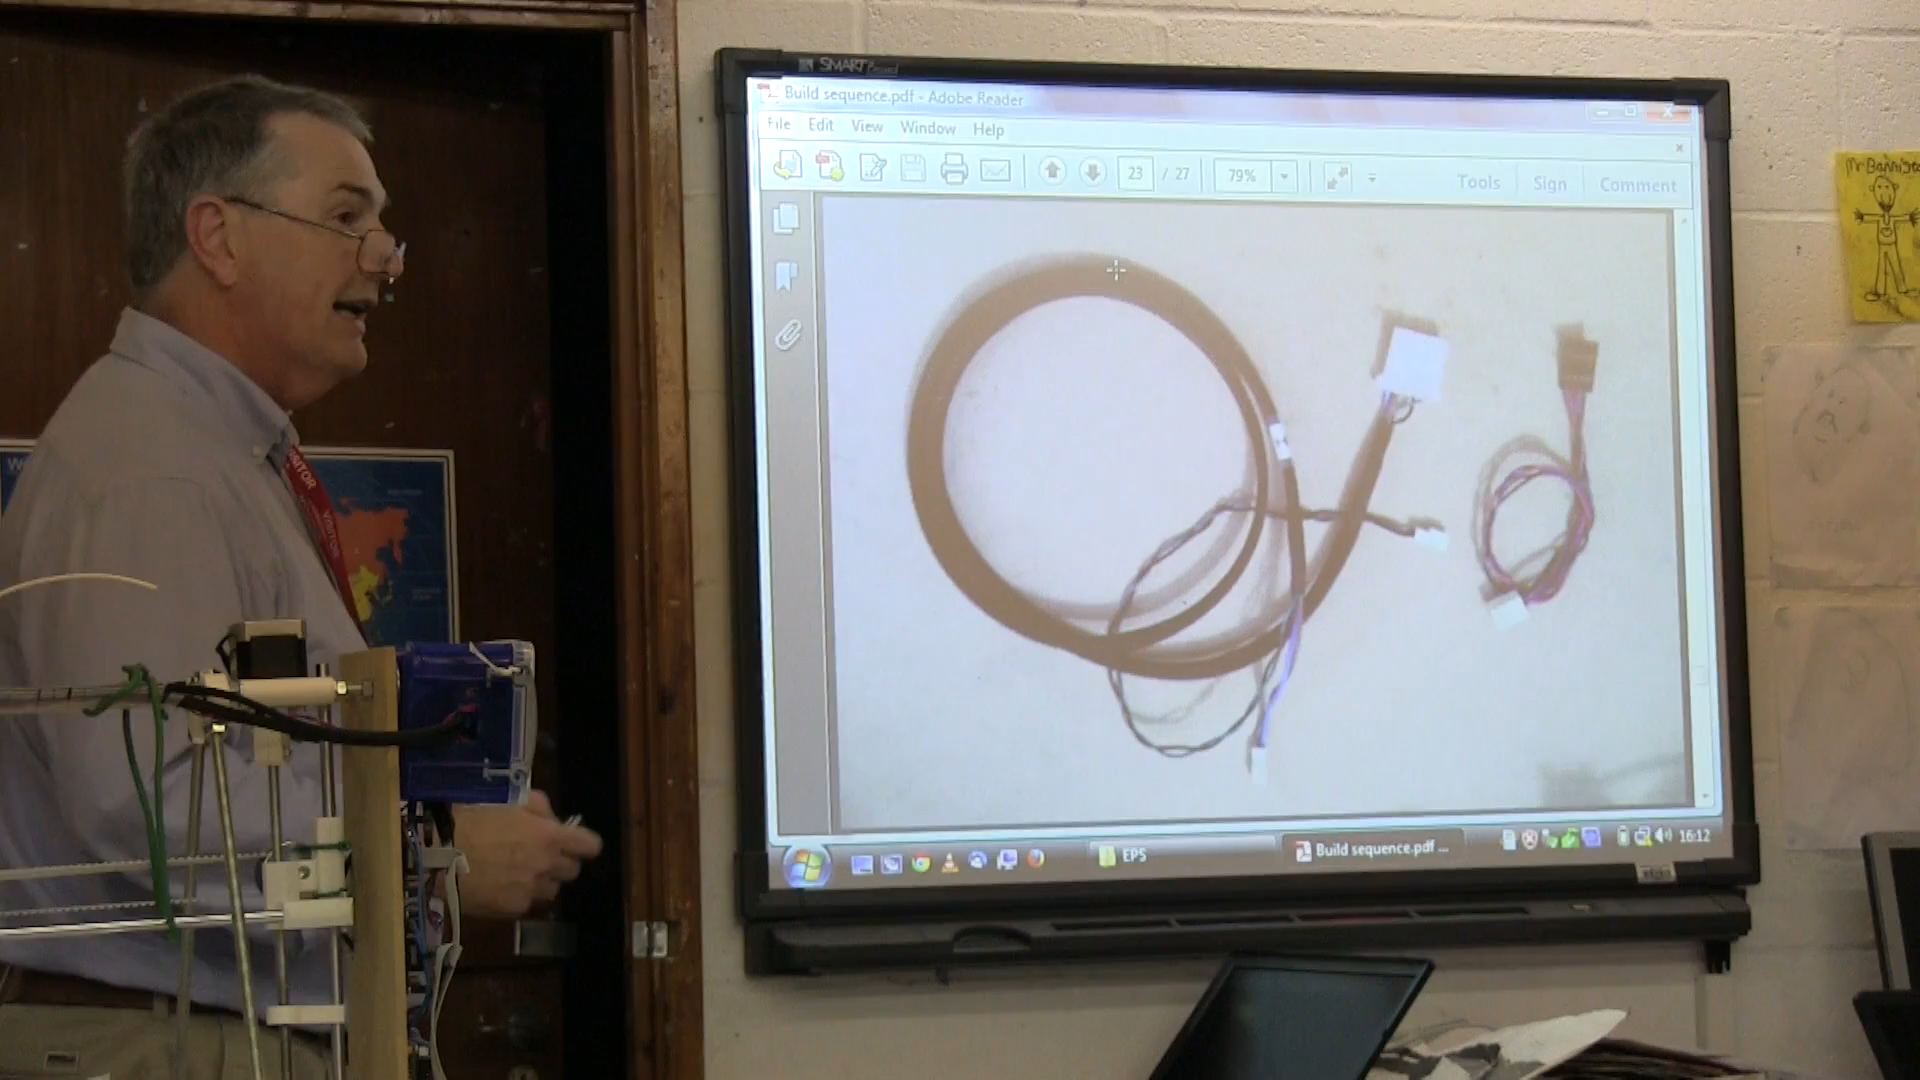 SMART
Build sequence.pdf - Adobe Reader
File Edit View Window Help
23 / 27 79% Tools Sign Comment
EPS
Build sequence.pdf ...
16:12
VISITOR